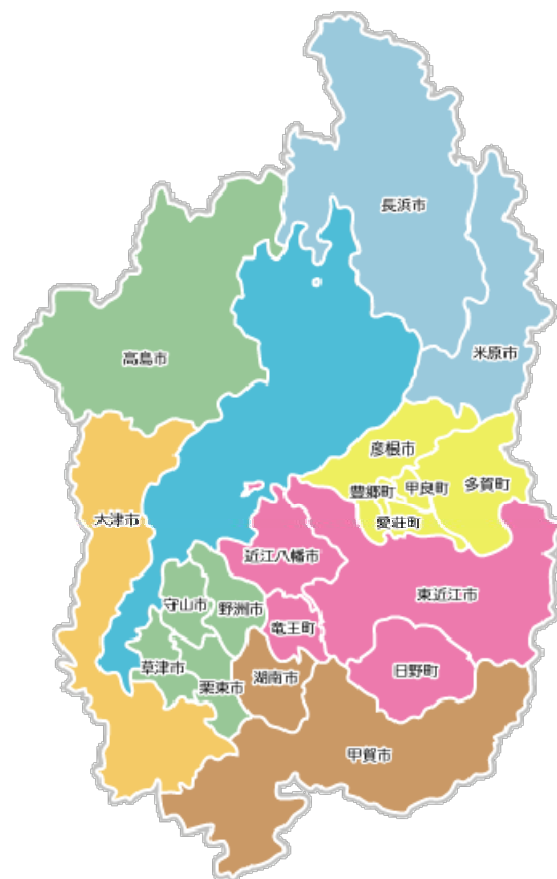 長浜市
米原市
高島市
彦根市
多賀町
甲良町
豊郷町
愛荘町
大津市
近江八幡市
東近江市
守山市
野洲市
竜王町
草津市
栗東市
湖南市
日野町
甲賀市